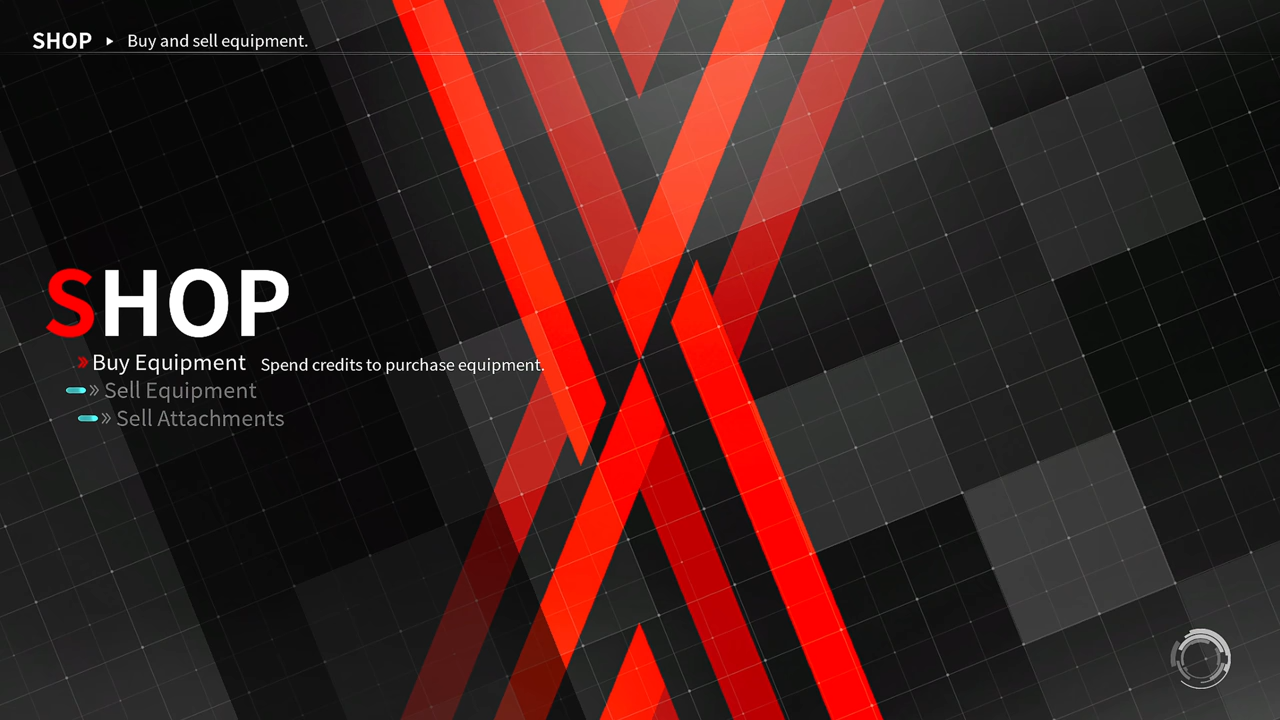 SHOP Buy and sell equipment.
SHOP
Buy Equipment Spend credits to purchase equipment.
Sell Equipment
Sell Attachments